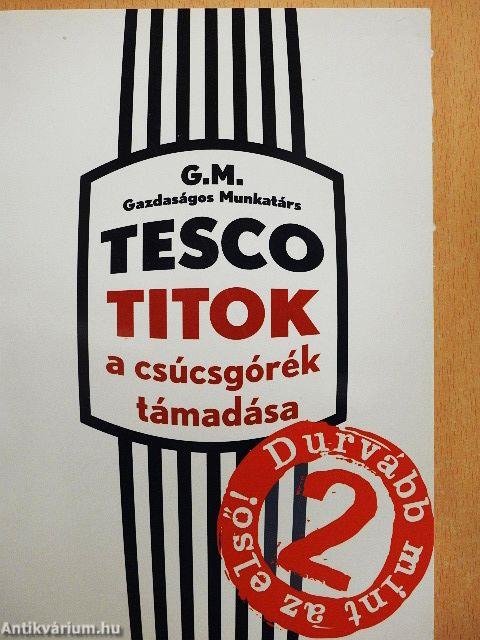 G.M.
Gazdaságos Munkatárs
TESCO
TITOK
a csúcsgórék
támadása
Durvább mint az első!
2
Antikvárium.hu